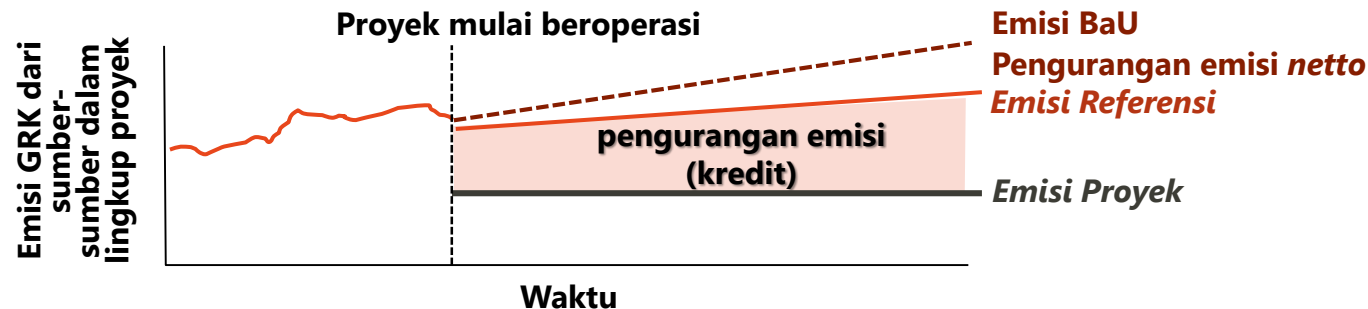 Emisi GRK dari
sumber-
sumber dalam
lingkup proyek
Proyek mulai beroperasi
Emisi BaU
Pengurangan emisi netto
Emisi Referensi
pengurangan emisi
(kredit)
Emisi Proyek
Waktu